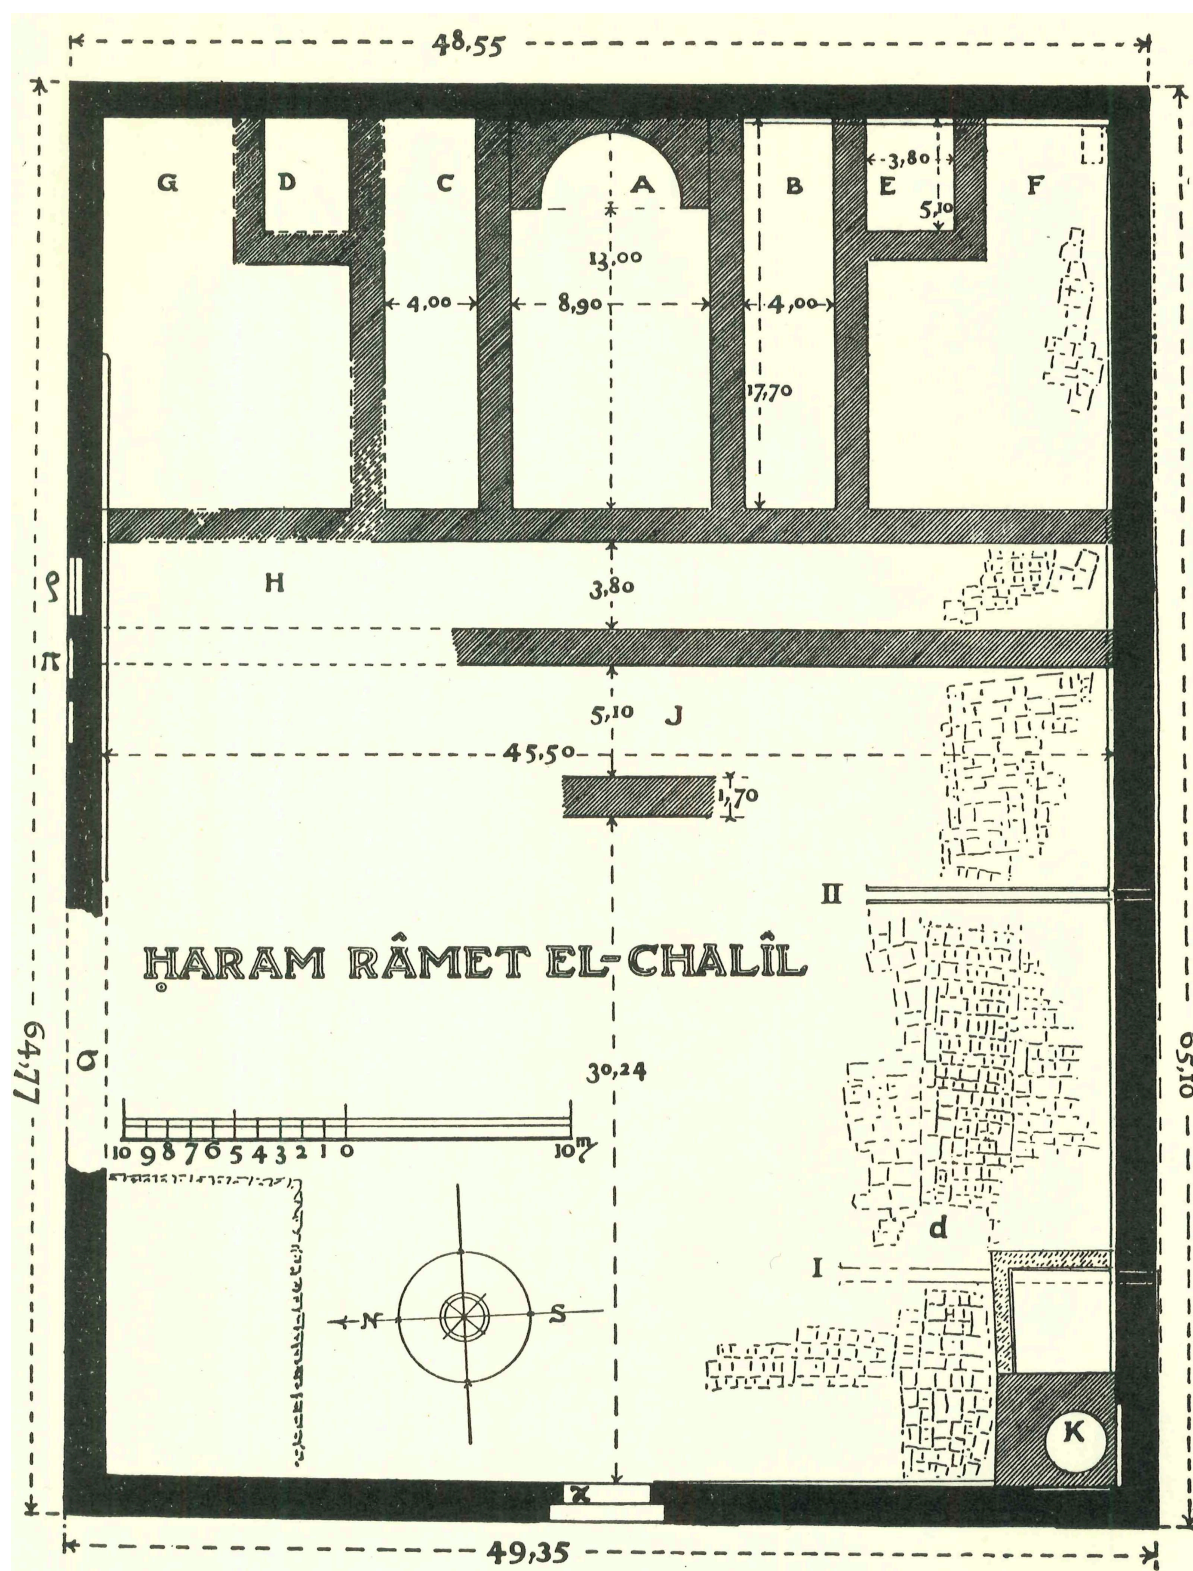 48,55
G D C A B E F
3,80
5,10
13,00
4,00 8,90 4,00
17,70
ϱ
H 3,80
π
5,10 J
45,50
1,70
II
ḤARAM RÂMET EL-CHALÎL
64,77
65,10
30,24
10 9 8 7 6 5 4 3 2 1 0 10m
d
I
N S
K
χ
49,35